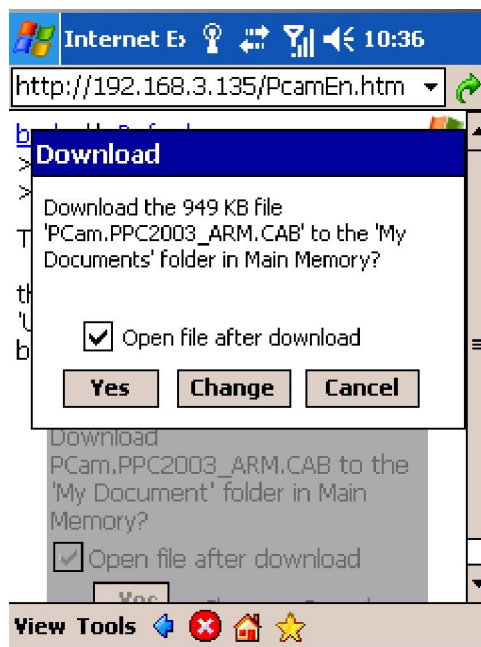 Internet E
10:36
http://192.168.3.135/PcamEn.htm
Download
Download the 949 KB file
'PCam.PPC2003_ARM.CAB' to the 'My
Documents' folder in Main Memory?
Open file after download
Yes Change Cancel
Download
PCam.PPC2003_ARM.CAB to the
'My Document' folder in Main
Memory?
Open file after download
Yes
View Tools